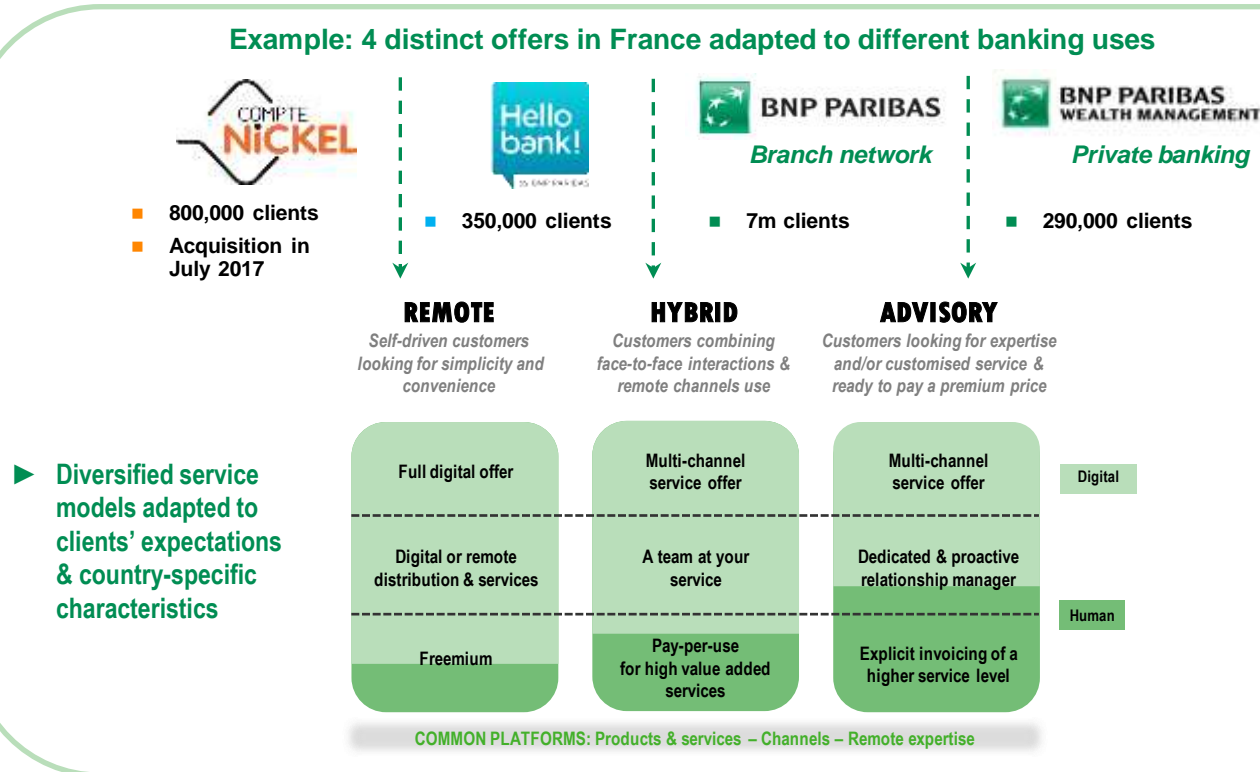 Example: 4 distinct offers in France adapted to different banking uses
COMPTE
NiCKEL
Hello
bank!
BY BNP PARIBAS
BNP PARIBAS
Branch network
BNP PARIBAS
WEALTH MANAGEMENT
Private banking
800,000 clients
Acquisition in
July 2017
350,000 clients
7m clients
290,000 clients
REMOTE
Self-driven customers
looking for simplicity and
convenience
HYBRID
Customers combining
face-to-face interactions &
remote channels use
ADVISORY
Customers looking for expertise
and/or customised service &
ready to pay a premium price
► Diversified service
models adapted to
clients' expectations
& country-specific
characteristics
Full digital offer
Multi-channel
service offer
Multi-channel
service offer
Digital
Digital or remote
distribution & services
A team at your
service
Dedicated & proactive
relationship manager
Human
Freemium
Pay-per-use
for high value added
services
Explicit invoicing of a
higher service level
COMMON PLATFORMS: Products & services – Channels – Remote expertise